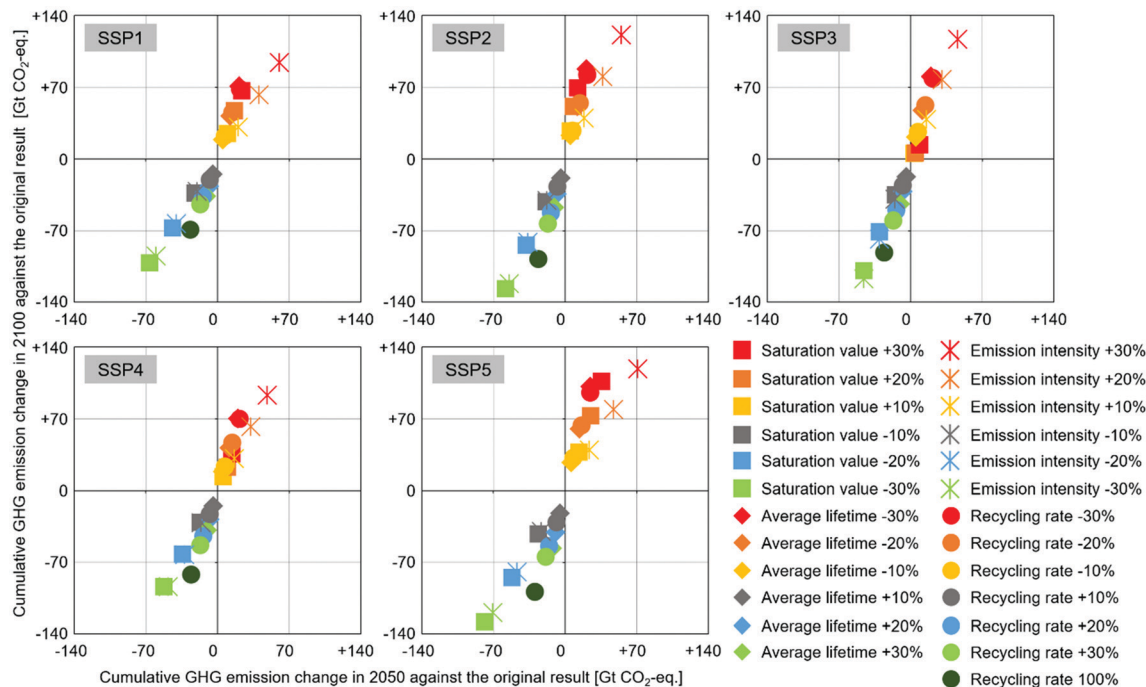 Cumulative GHG emission change in 2100 against the original result [Gt CO₂-eq.]
+140
+70
0
-70
-140
SSP1
-140 -70 0 +70 +140
+140
+70
0
-70
-140
SSP2
-140 -70 0 +70 +140
+140
+70
0
-70
-140
SSP3
-140 -70 0 +70 +140
+140
+70
0
-70
-140
SSP4
-140 -70 0 +70 +140
+140
+70
0
-70
-140
SSP5
-140 -70 0 +70 +140
Cumulative GHG emission change in 2050 against the original result [Gt CO₂-eq.]
Saturation value +30%
Saturation value +20%
Saturation value +10%
Saturation value -10%
Saturation value -20%
Saturation value -30%
Average lifetime -30%
Average lifetime -20%
Average lifetime -10%
Average lifetime +10%
Average lifetime +20%
Average lifetime +30%
Emission intensity +30%
Emission intensity +20%
Emission intensity +10%
Emission intensity -10%
Emission intensity -20%
Emission intensity -30%
Recycling rate -30%
Recycling rate -20%
Recycling rate -10%
Recycling rate +10%
Recycling rate +20%
Recycling rate +30%
Recycling rate 100%